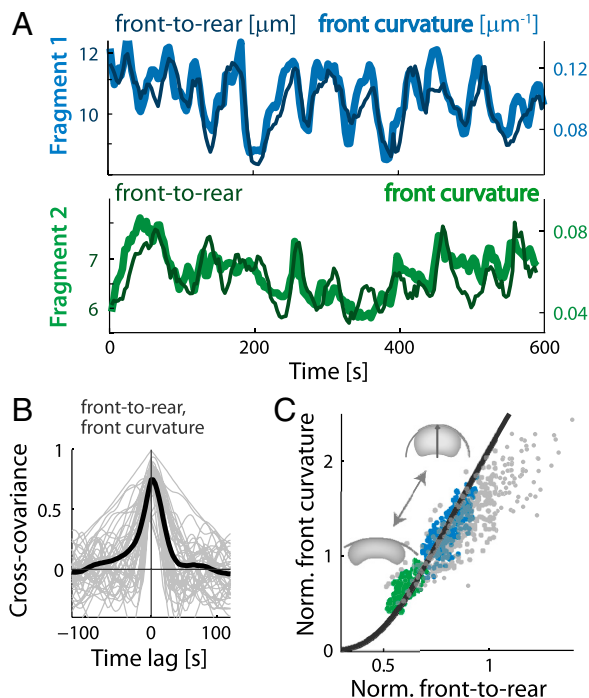 A
front-to-rear [μm] front curvature [μm⁻¹]
Fragment 1
12
10
0.12
0.08
front-to-rear front curvature
Fragment 2
7
6
0.08
0.04
0 200 400 600
Time [s]
B
front-to-rear,
front curvature
Cross-covariance
1
0.5
0
−100 0 100
Time lag [s]
C
Norm. front curvature
2
1
0
0.5 1
Norm. front-to-rear